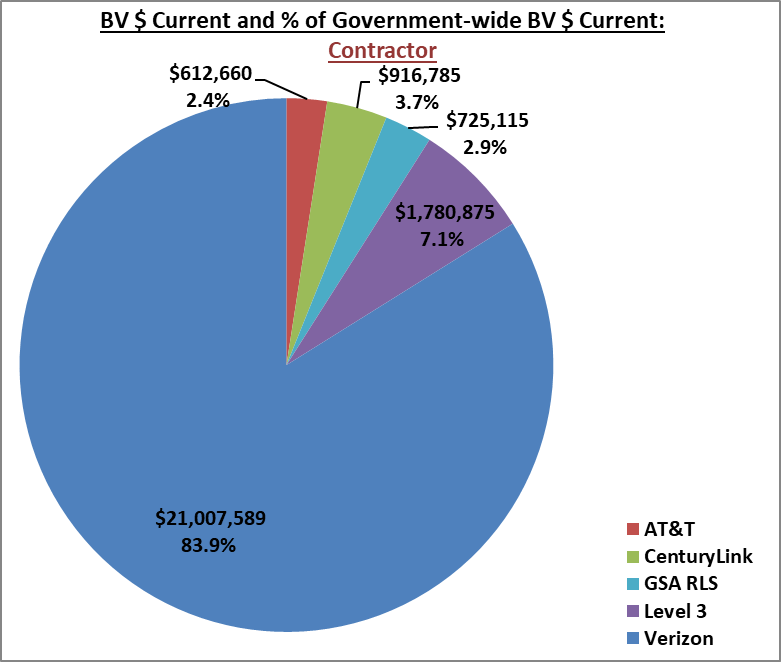 BV $ Current and % of Government-wide BV $ Current:
Contractor
$612,660
2.4%
$916,785
3.7%
$725,115
2.9%
$1,780,875
7.1%
$21,007,589
83.9%
AT&T
CenturyLink
GSA RLS
Level 3
Verizon